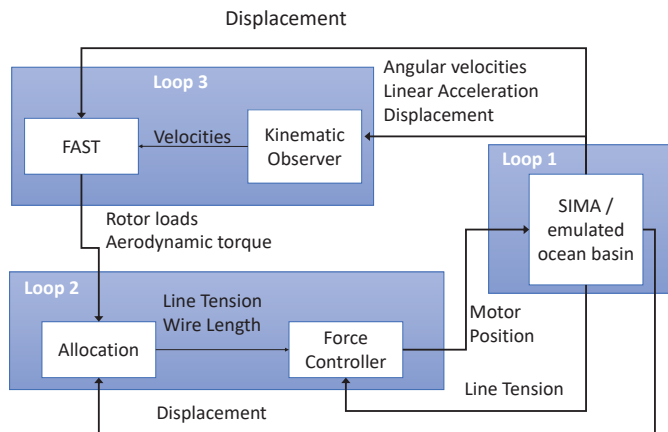 Displacement
Loop 3
Angular velocities
Linear Acceleration
Displacement
FAST
Velocities
Kinematic
Observer
Loop 1
SIMA /
emulated
ocean basin
Rotor loads
Aerodynamic torque
Loop 2
Line Tension
Wire Length
Allocation
Force
Controller
Motor
Position
Line Tension
Displacement